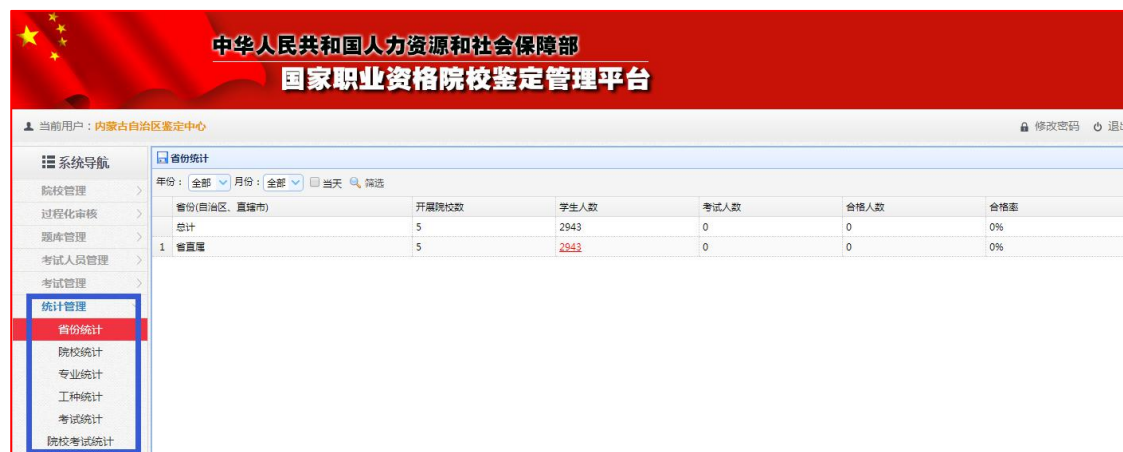 中华人民共和国人力资源和社会保障部
国家职业资格院校鉴定管理平台
当前用户：内蒙古自治区鉴定中心 修改密码 退出
系统导航
院校管理
过程化审核
题库管理
考试人员管理
考试管理
统计管理
省份统计
院校统计
专业统计
工种统计
考试统计
院校考试统计
省份统计
年份： 全部 月份： 全部 当天 筛选
省份(自治区、直辖市) 开展院校数 学生人数 考试人数 合格人数 合格率
总计 5 2943 0 0 0%
1 省直属 5 2943 0 0 0%